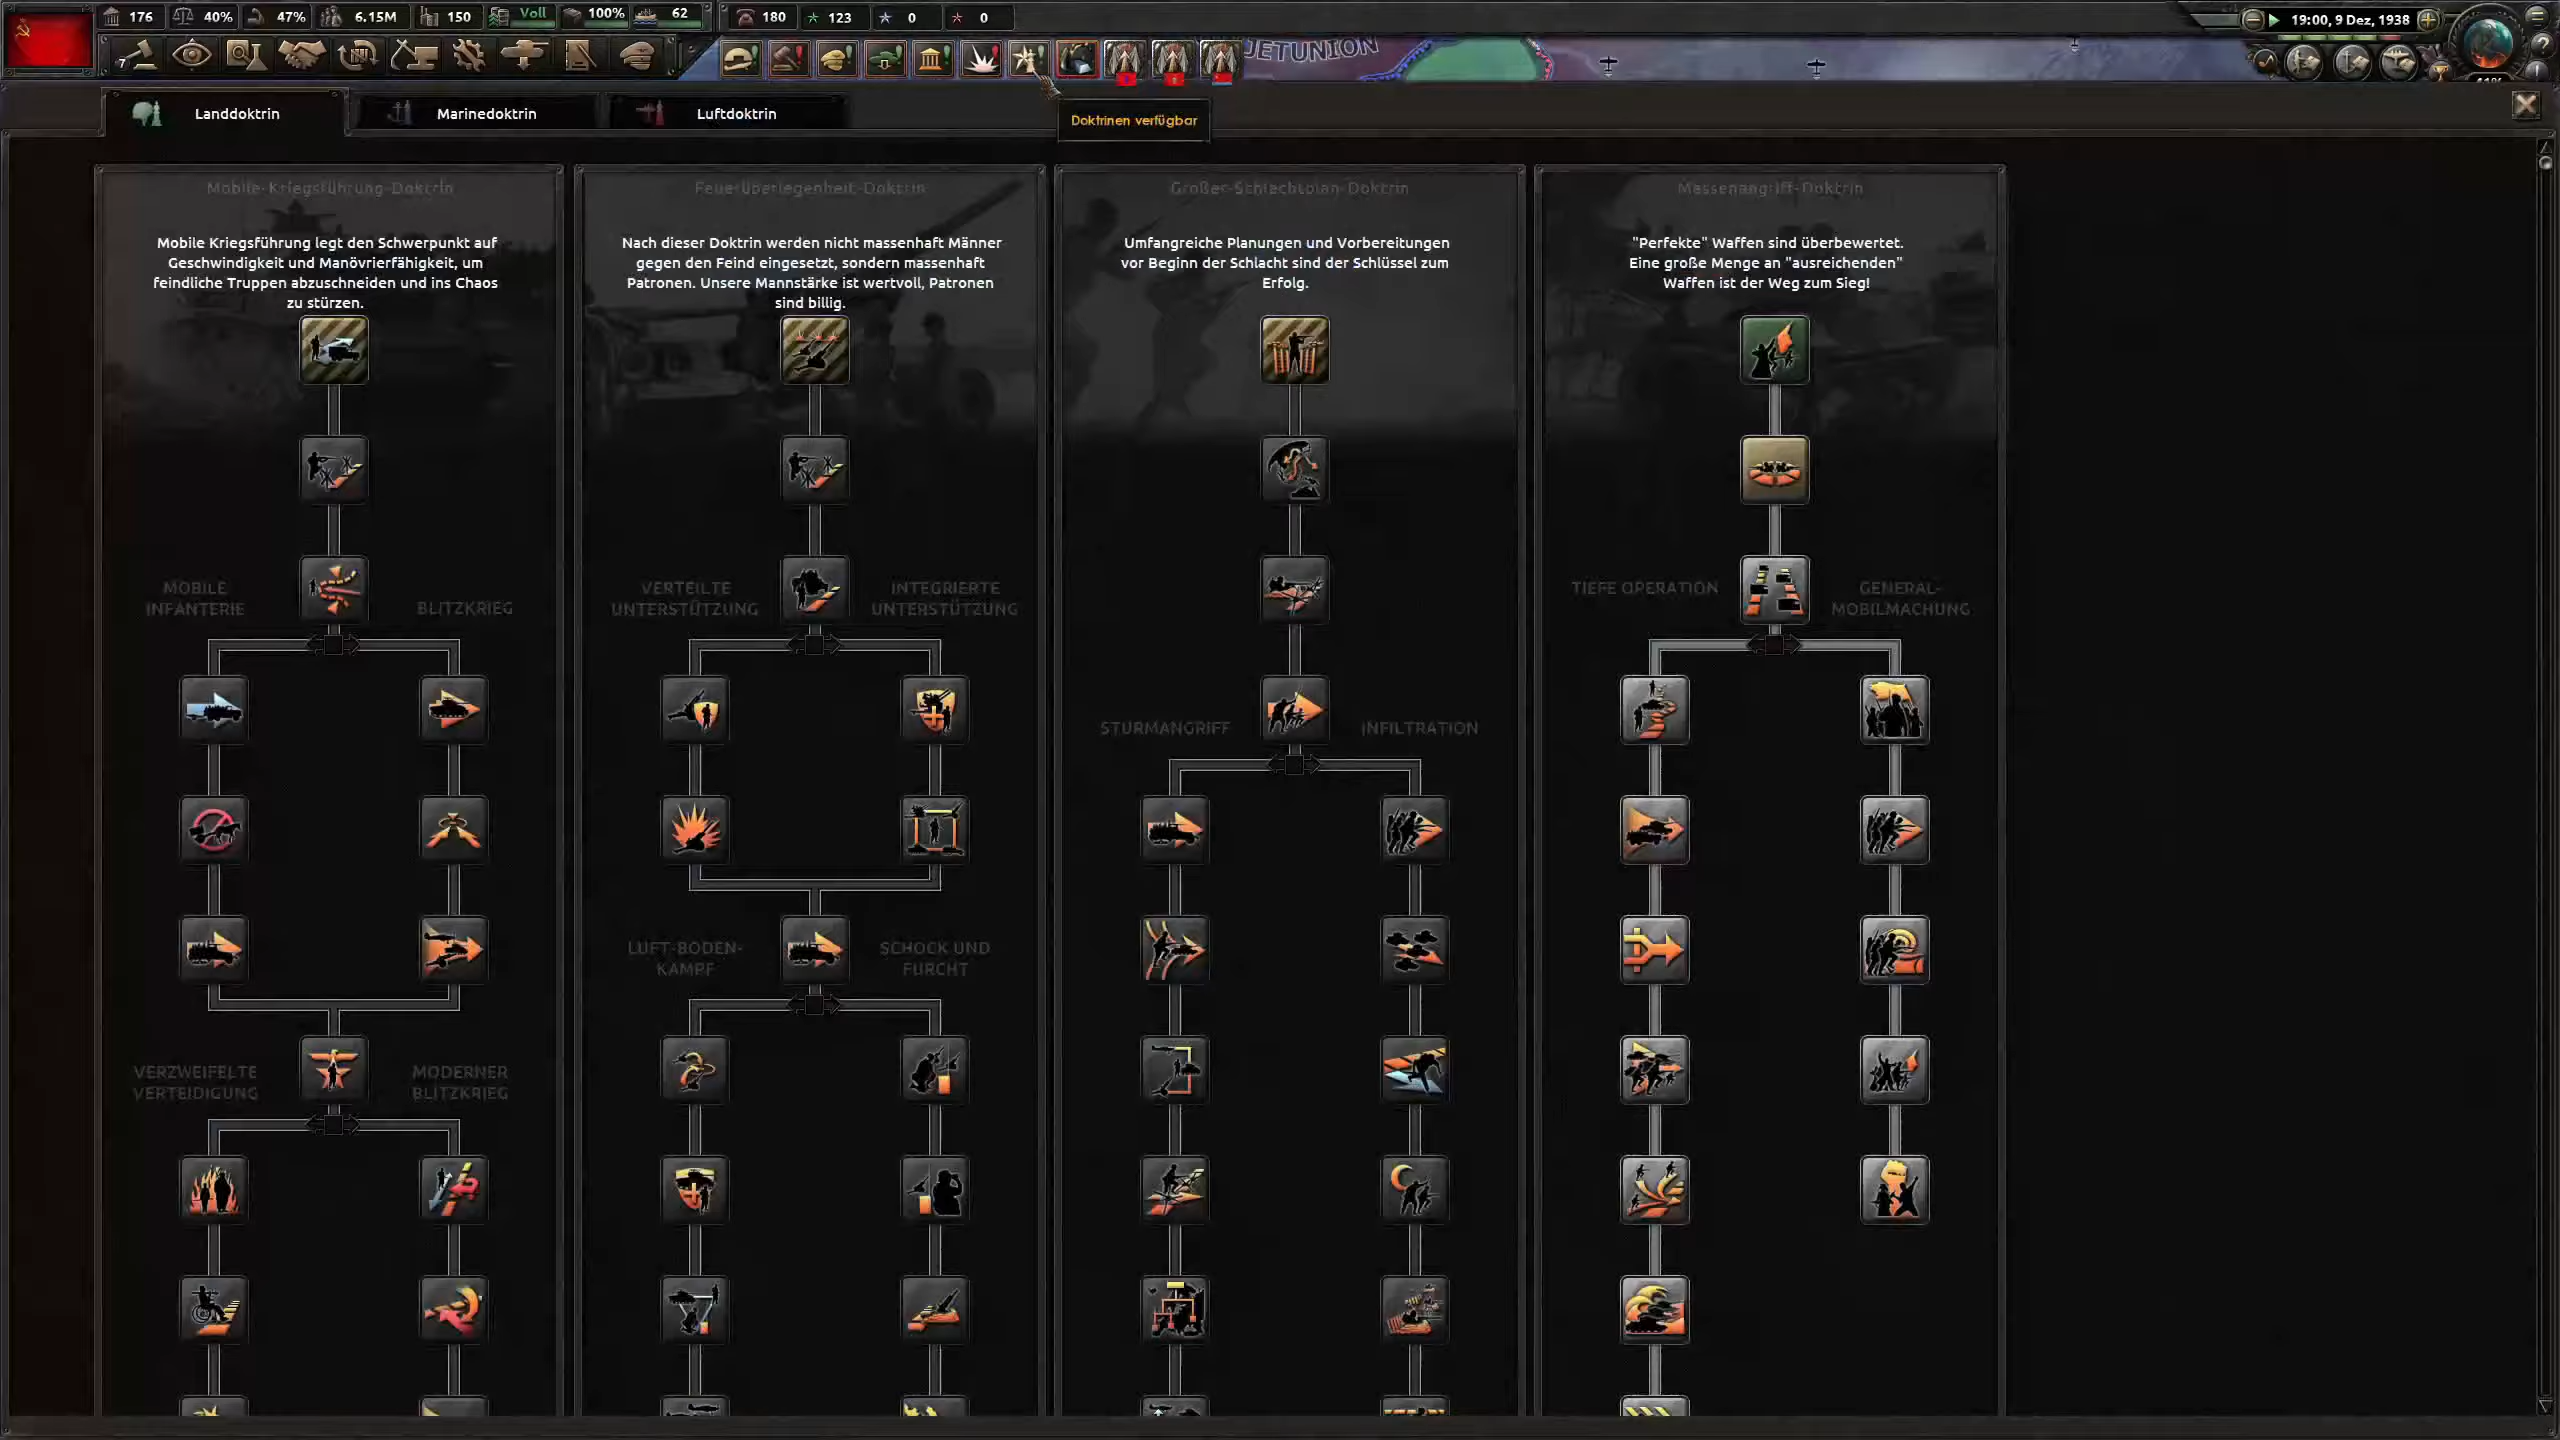 176
40%
47%
6.15M
150
Voll
100%
62
180
123
0
0
19:00, 9 Dez, 1938
7
JETUNION
Landdoktrin
Marinedoktrin
Luftdoktrin
Doktrinen verfügbar
Mobile-Kriegsführung-Doktrin
Mobile Kriegsführung legt den Schwerpunkt auf
Geschwindigkeit und Manövrierfähigkeit, um
feindliche Truppen abzuschneiden und ins Chaos
zu stürzen.
MOBILE
INFANTERIE
BLITZKRIEG
VERZWEIFELTE
VERTEIDIGUNG
MODERNER
BLITZKRIEG
Feuerüberlegenheit-Doktrin
Nach dieser Doktrin werden nicht massenhaft Männer
gegen den Feind eingesetzt, sondern massenhaft
Patronen. Unsere Mannstärke ist wertvoll, Patronen
sind billig.
VERTEILTE
UNTERSTÜTZUNG
INTEGRIERTE
UNTERSTÜTZUNG
LUFT-BODEN-
KAMPF
SCHOCK UND
FURCHT
Großer-Schlachtplan-Doktrin
Umfangreiche Planungen und Vorbereitungen
vor Beginn der Schlacht sind der Schlüssel zum
Erfolg.
STURMANGRIFF
INFILTRATION
Massenangriff-Doktrin
"Perfekte" Waffen sind überbewertet.
Eine große Menge an "ausreichenden"
Waffen ist der Weg zum Sieg!
TIEFE OPERATION
GENERAL-
MOBILMACHUNG